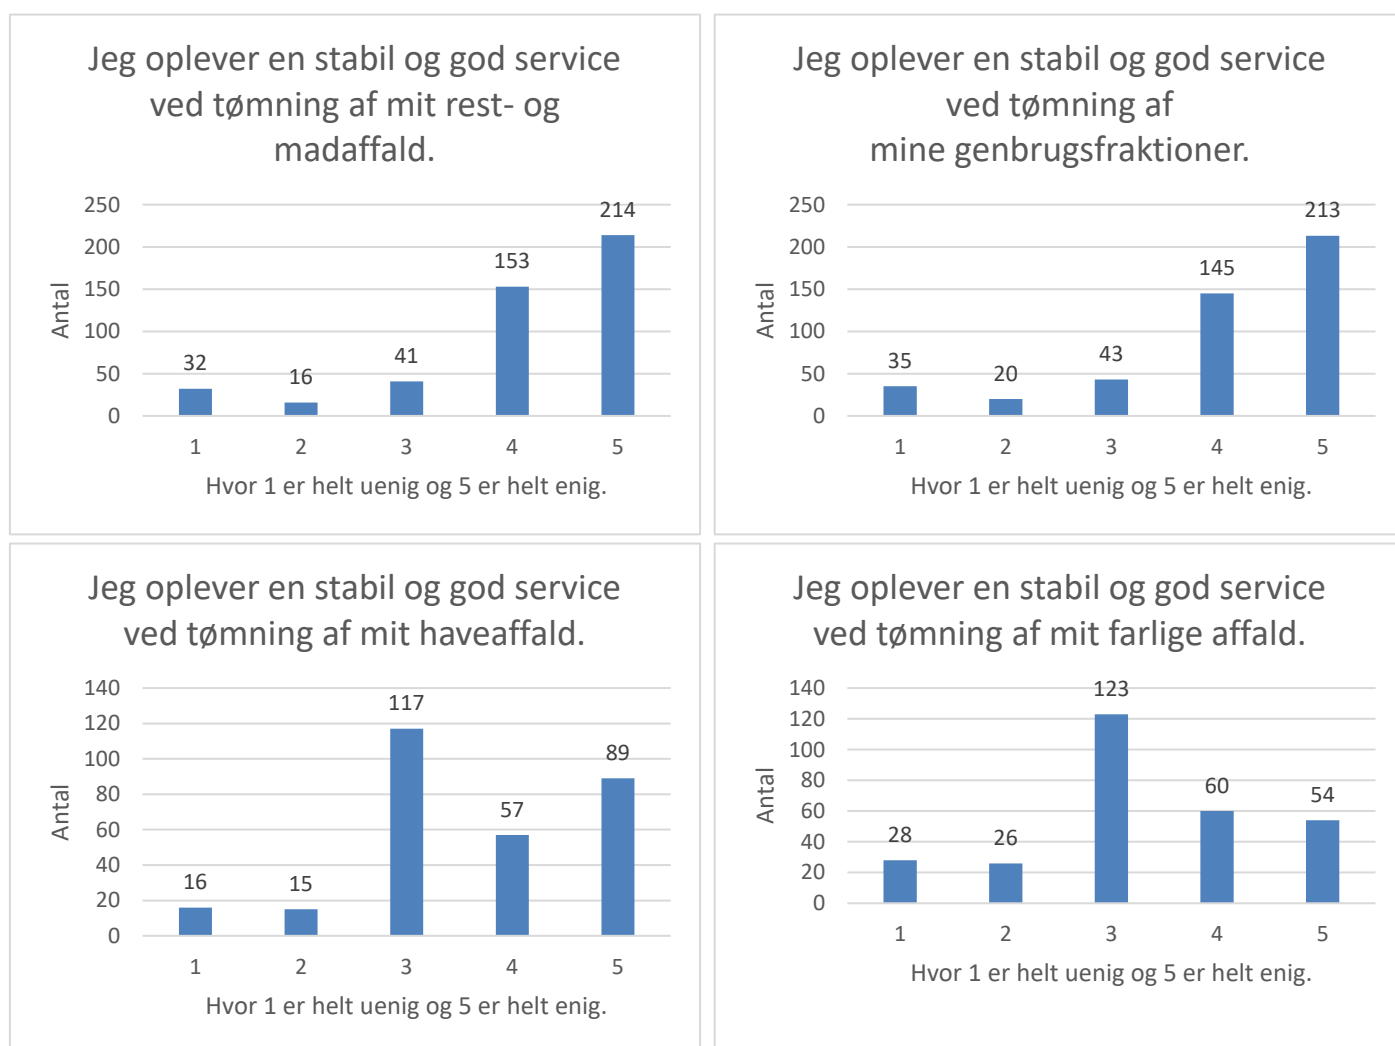 Jeg oplever en stabil og god service
ved tømning af mit rest- og
madaffald.
250
200
150
100
50
0
Antal
32
16
41
153
214
1 2 3 4 5
Hvor 1 er helt uenig og 5 er helt enig.
Jeg oplever en stabil og god service
ved tømning af
mine genbrugsfraktioner.
250
200
150
100
50
0
Antal
35
20
43
145
213
1 2 3 4 5
Hvor 1 er helt uenig og 5 er helt enig.
Jeg oplever en stabil og god service
ved tømning af mit haveaffald.
140
120
100
80
60
40
20
0
Antal
16
15
117
57
89
1 2 3 4 5
Hvor 1 er helt uenig og 5 er helt enig.
Jeg oplever en stabil og god service
ved tømning af mit farlige affald.
140
120
100
80
60
40
20
0
Antal
28
26
123
60
54
1 2 3 4 5
Hvor 1 er helt uenig og 5 er helt enig.